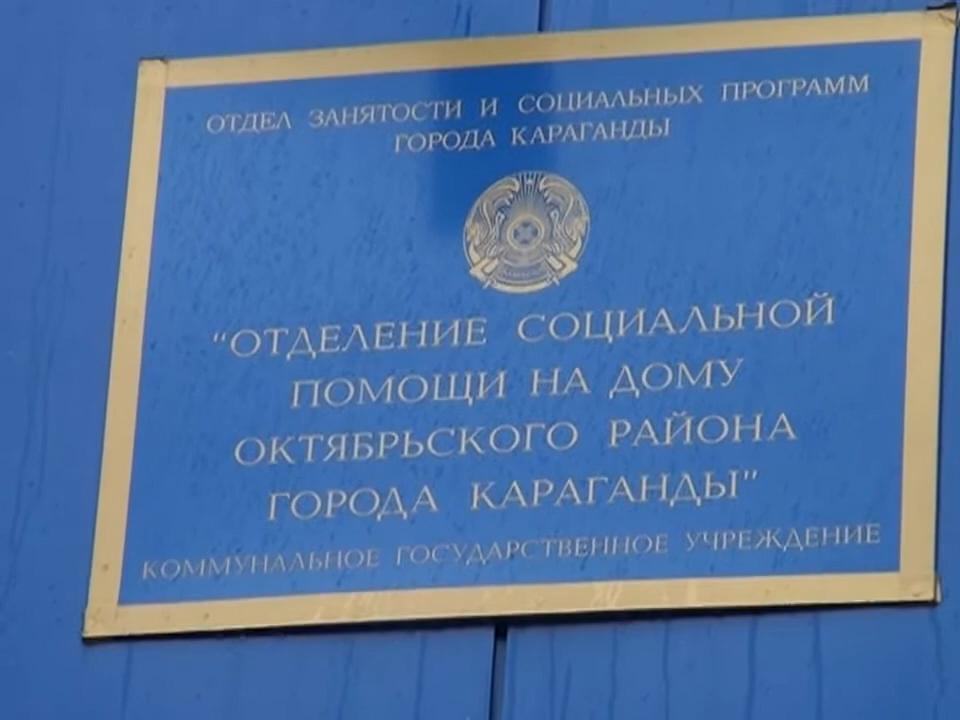 ОТДЕЛ ЗАНЯТОСТИ И СОЦИАЛЬНЫХ ПРОГРАММ
ГОРОДА КАРАГАНДЫ
"ОТДЕЛЕНИЕ СОЦИАЛЬНОЙ
ПОМОЩИ НА ДОМУ
ОКТЯБРЬСКОГО РАЙОНА
ГОРОДА КАРАГАНДЫ"
КОММУНАЛЬНОЕ ГОСУДАРСТВЕННОЕ УЧРЕЖДЕНИЕ